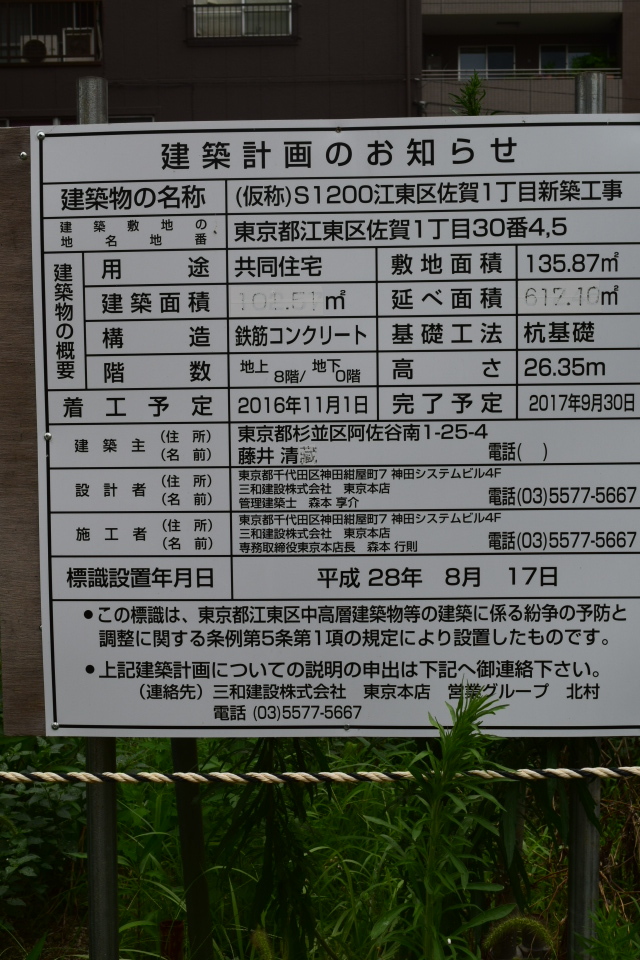 建築計画のお知らせ
建築物の名称 (仮称)S1200江東区佐賀1丁目新築工事
建築敷地の地名地番 東京都江東区佐賀1丁目30番4,5
建築物の概要
用途 共同住宅 敷地面積 135.87㎡
建築面積 ㎡ 延べ面積 ㎡
構造 鉄筋コンクリート 基礎工法 杭基礎
階数 地上8階/地下0階 高さ 26.35m
着工予定 2016年11月1日 完了予定 2017年9月30日
建築主 (住所) 東京都杉並区阿佐谷南1-25-4
(名前) 藤井 清 電話( )
設計者 (住所) 東京都千代田区神田紺屋町7 神田システムビル4F
(名前) 三和建設株式会社 東京本店
管理建築士 森本 享介 電話(03)5577-5667
施工者 (住所) 東京都千代田区神田紺屋町7 神田システムビル4F
(名前) 三和建設株式会社 東京本店
専務取締役東京本店長 森本 行則 電話(03)5577-5667
標識設置年月日 平成 28年 8月 17日
●この標識は、東京都江東区中高層建築物等の建築に係る紛争の予防と
調整に関する条例第5条第1項の規定により設置したものです。
●上記建築計画についての説明の申出は下記へ御連絡下さい。
(連絡先)三和建設株式会社 東京本店 営業グループ 北村
電話 (03)5577-5667